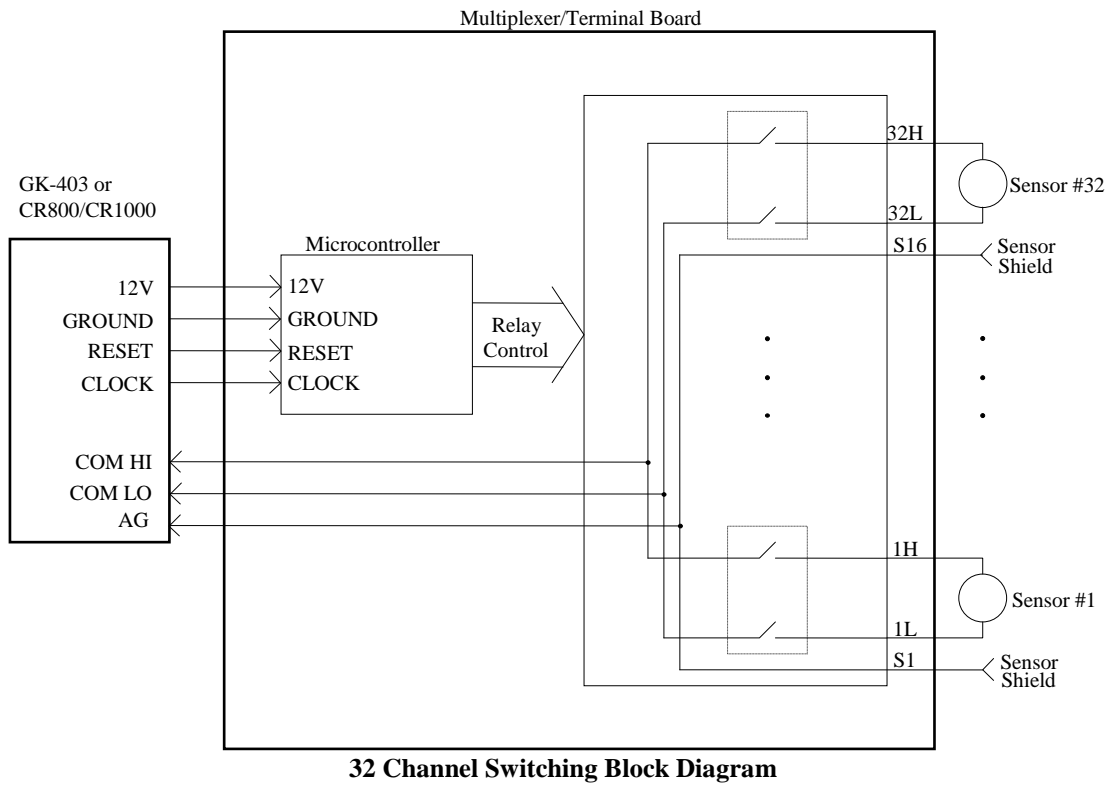 Multiplexer/Terminal Board
GK-403 or
CR800/CR1000
12V
GROUND
RESET
CLOCK
COM HI
COM LO
AG
Microcontroller
12V
GROUND
RESET
CLOCK
Relay
Control
32H
32L
S16
Sensor #32
Sensor
Shield
1H
1L
S1
Sensor #1
Sensor
Shield
32 Channel Switching Block Diagram